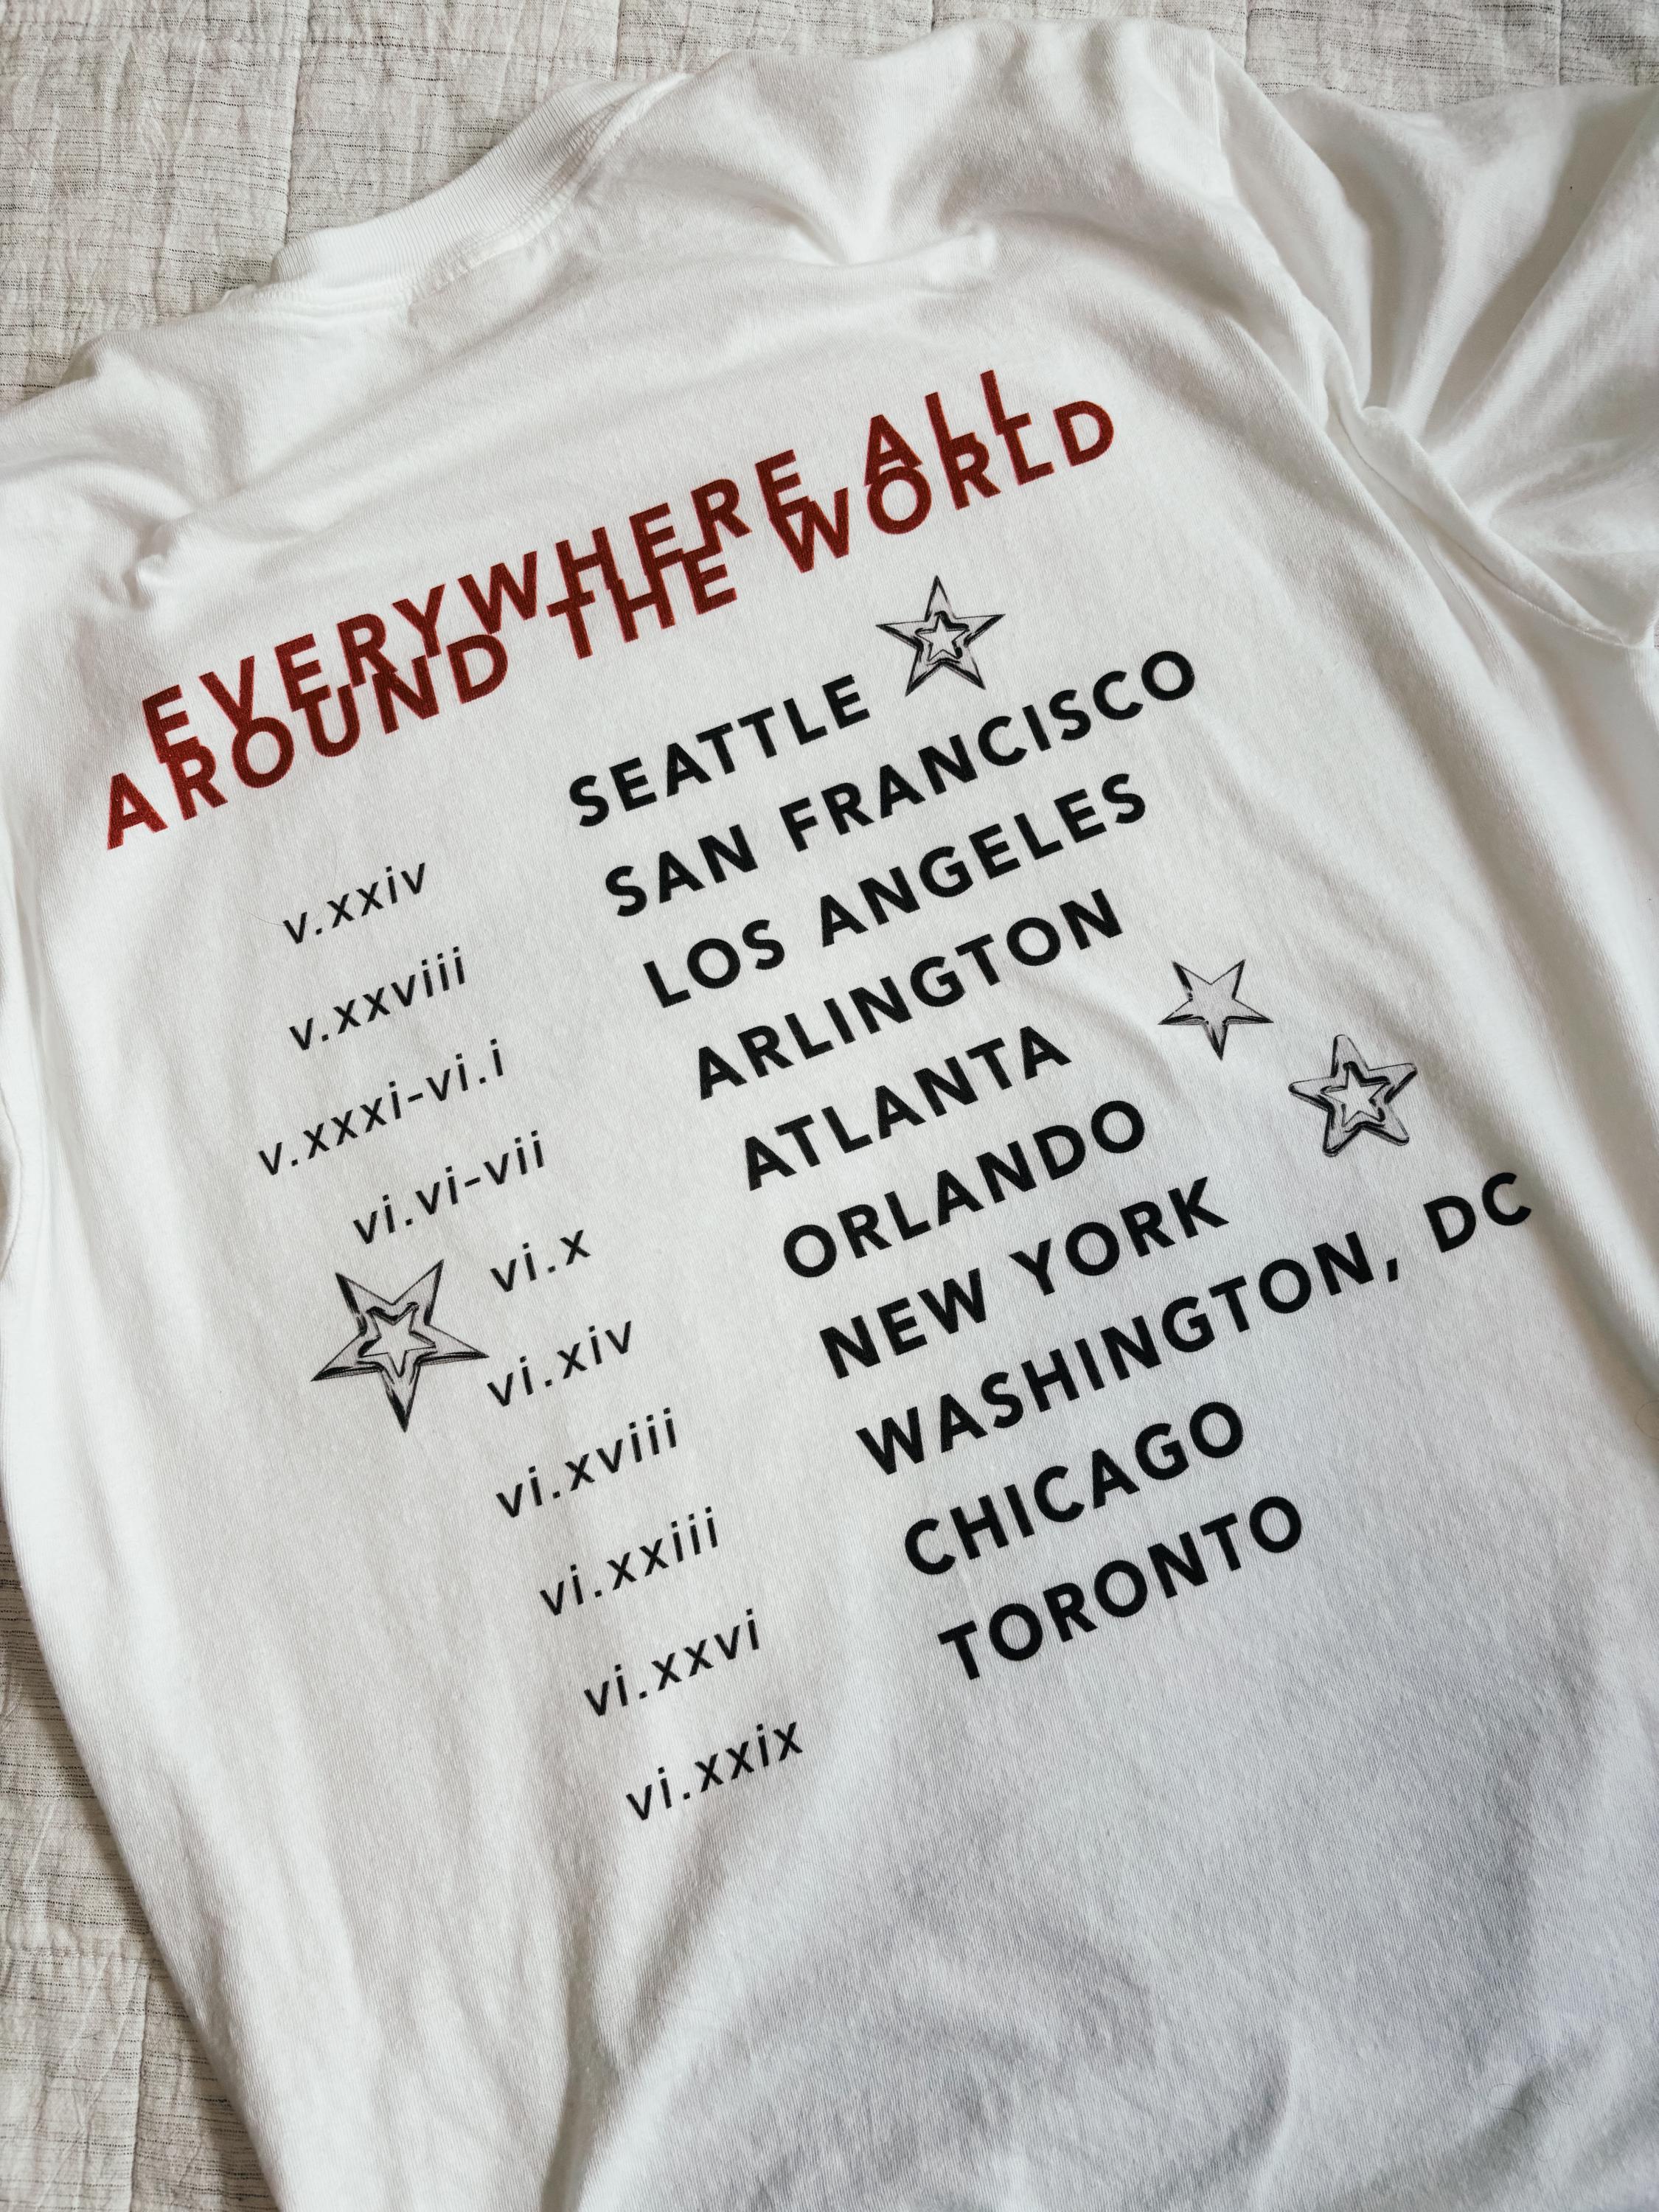 EVERYWHERE ALL
AROUND THE WORLD
v.xxiv SEATTLE
v.xxviii SAN FRANCISCO
v.xxxi-vi.i LOS ANGELES
vi.vi-vii ARLINGTON
vi.x ATLANTA
vi.xiv ORLANDO
vi.xviii NEW YORK
vi.xxiii WASHINGTON, DC
vi.xxvi CHICAGO
vi.xxix TORONTO